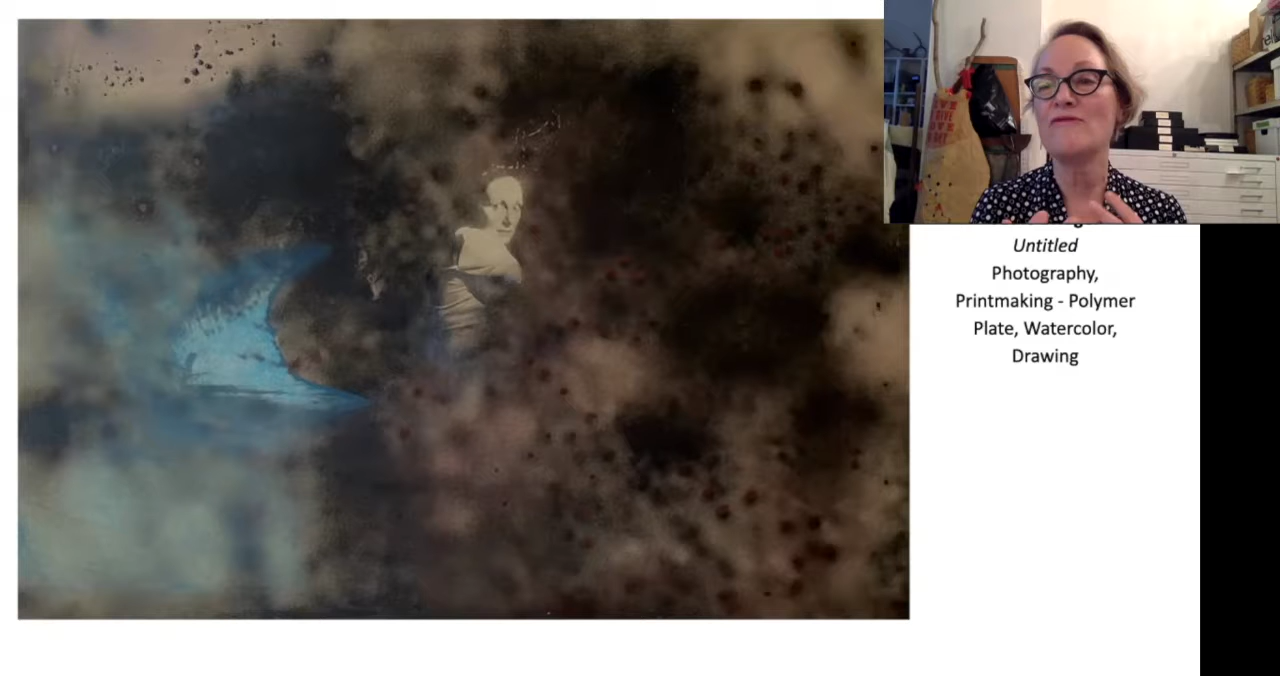 Untitled
Photography,
Printmaking - Polymer
Plate, Watercolor,
Drawing